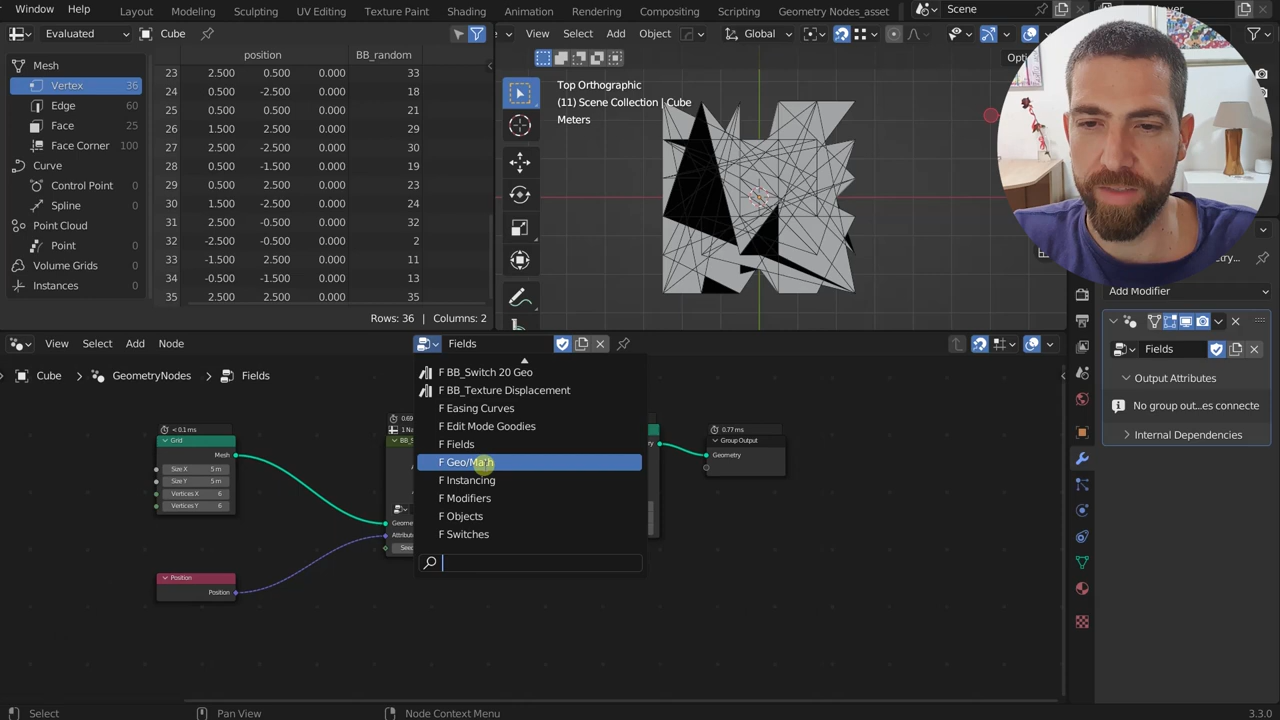 Window Help Layout Modeling Sculpting UV Editing Texture Paint Shading Animation Rendering Compositing Scripting Geometry Nodes_asset Scene
Evaluated Cube
View Select Add Object Global
position BB_random
Mesh
Vertex 36
Edge 60
Face 25
Face Corner 100
Curve
Control Point 0
Spline 0
Point Cloud
Point 0
Volume Grids 0
Instances 0
23 2.500 0.500 0.000 33
24 0.500 -2.500 0.000 18
25 0.500 0.500 0.000 21
26 1.500 2.500 0.000 29
27 2.500 -2.500 0.000 30
28 0.500 -1.500 0.000 19
29 0.500 2.500 0.000 23
30 1.500 -2.500 0.000 24
31 2.500 -0.500 0.000 32
32 -2.500 -0.500 0.000 2
33 -1.500 2.500 0.000 11
34 -0.500 -1.500 0.000 13
35 2.500 2.500 0.000 35
Rows: 36 | Columns: 2
Top Orthographic
(11) Scene Collection | Cube
Meters
Add Modifier
Fields
Output Attributes
No group out...es connecte
Internal Dependencies
View Select Add Node Fields
Cube > GeometryNodes > Fields
< 0.1 ms
Grid
Mesh
Size X 5 m
Size Y 5 m
Vertices X 6
Vertices Y 6
Position
Position
F BB_Switch 20 Geo
F BB_Texture Displacement
F Easing Curves
F Edit Mode Goodies
F Fields
F Geo/Math
F Instancing
F Modifiers
F Objects
F Switches
0.77 ms
Group Output
Geometry
Select Pan View Node Context Menu 3.3.0